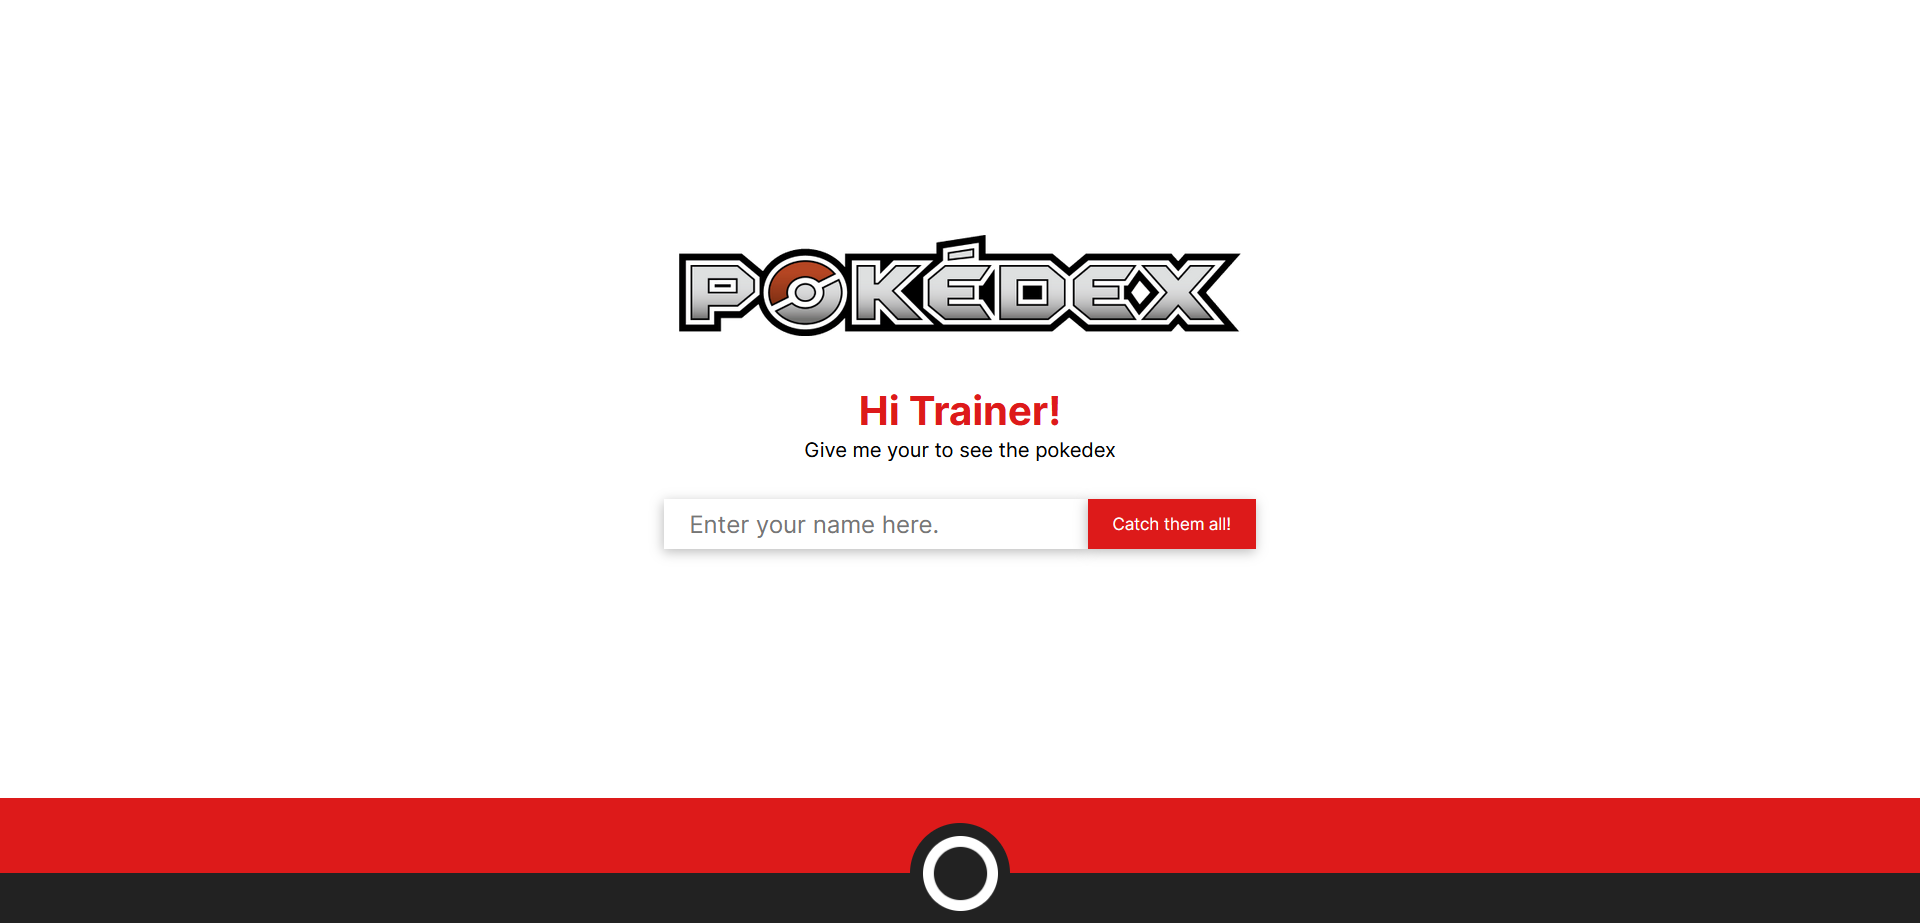 POKÉDEX
Hi Trainer!
Give me your to see the pokedex
Enter your name here.
Catch them all!